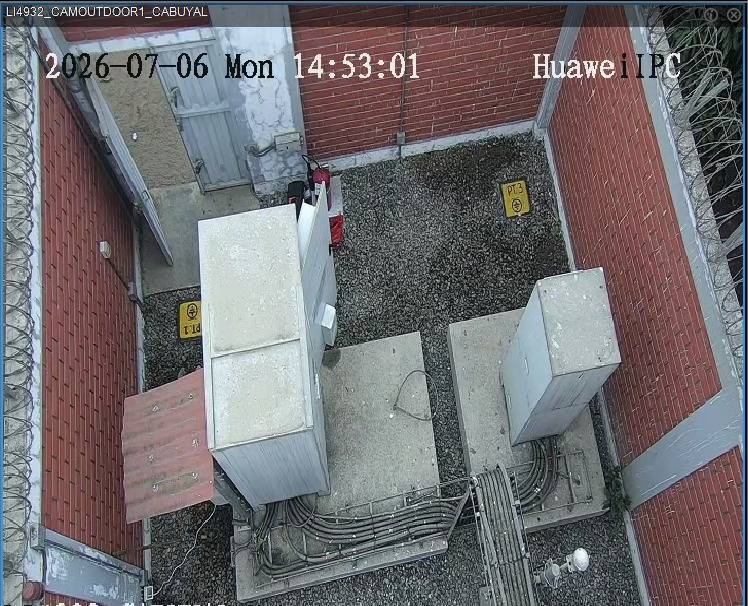 LI4932_CAMOUTDOOR1_CABUYAL
2026-07-06 Mon 14:53:01
HuaweiIPC
PT.3
PT.1